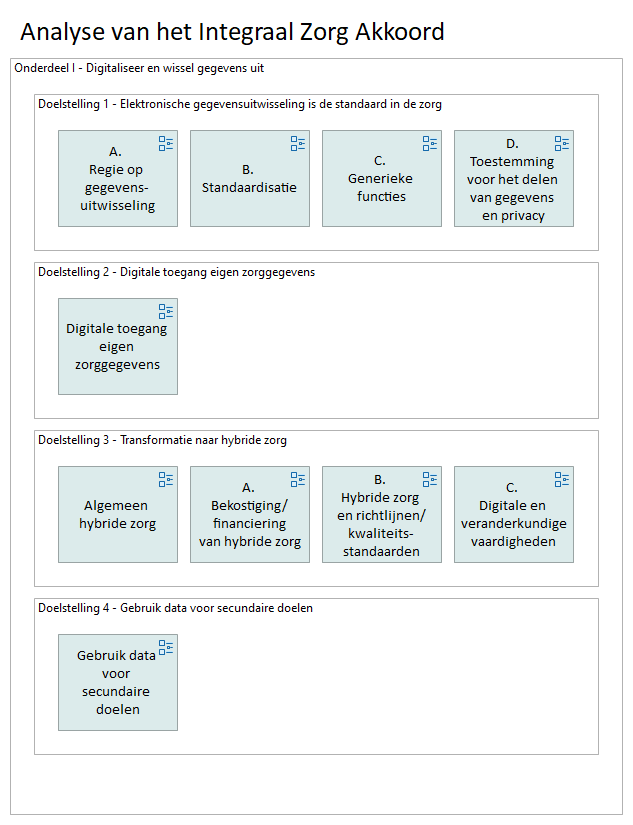 Analyse van het Integraal Zorg Akkoord
Onderdeel I - Digitaliseer en wissel gegevens uit
Doelstelling 1 - Elektronische gegevensuitwisseling is de standaard in de zorg
A.
Regie op
gegevens-
uitwisseling
B.
Standaardisatie
C.
Generieke
functies
D.
Toestemming
voor het delen
van gegevens
en privacy
Doelstelling 2 - Digitale toegang eigen zorggegevens
Digitale toegang
eigen
zorggegevens
Doelstelling 3 - Transformatie naar hybride zorg
Algemeen
hybride zorg
A.
Bekostiging/
financiering
van hybride zorg
B.
Hybride zorg
en richtlijnen/
kwaliteits-
standaarden
C.
Digitale en
veranderkundige
vaardigheden
Doelstelling 4 - Gebruik data voor secundaire doelen
Gebruik data
voor
secundaire
doelen